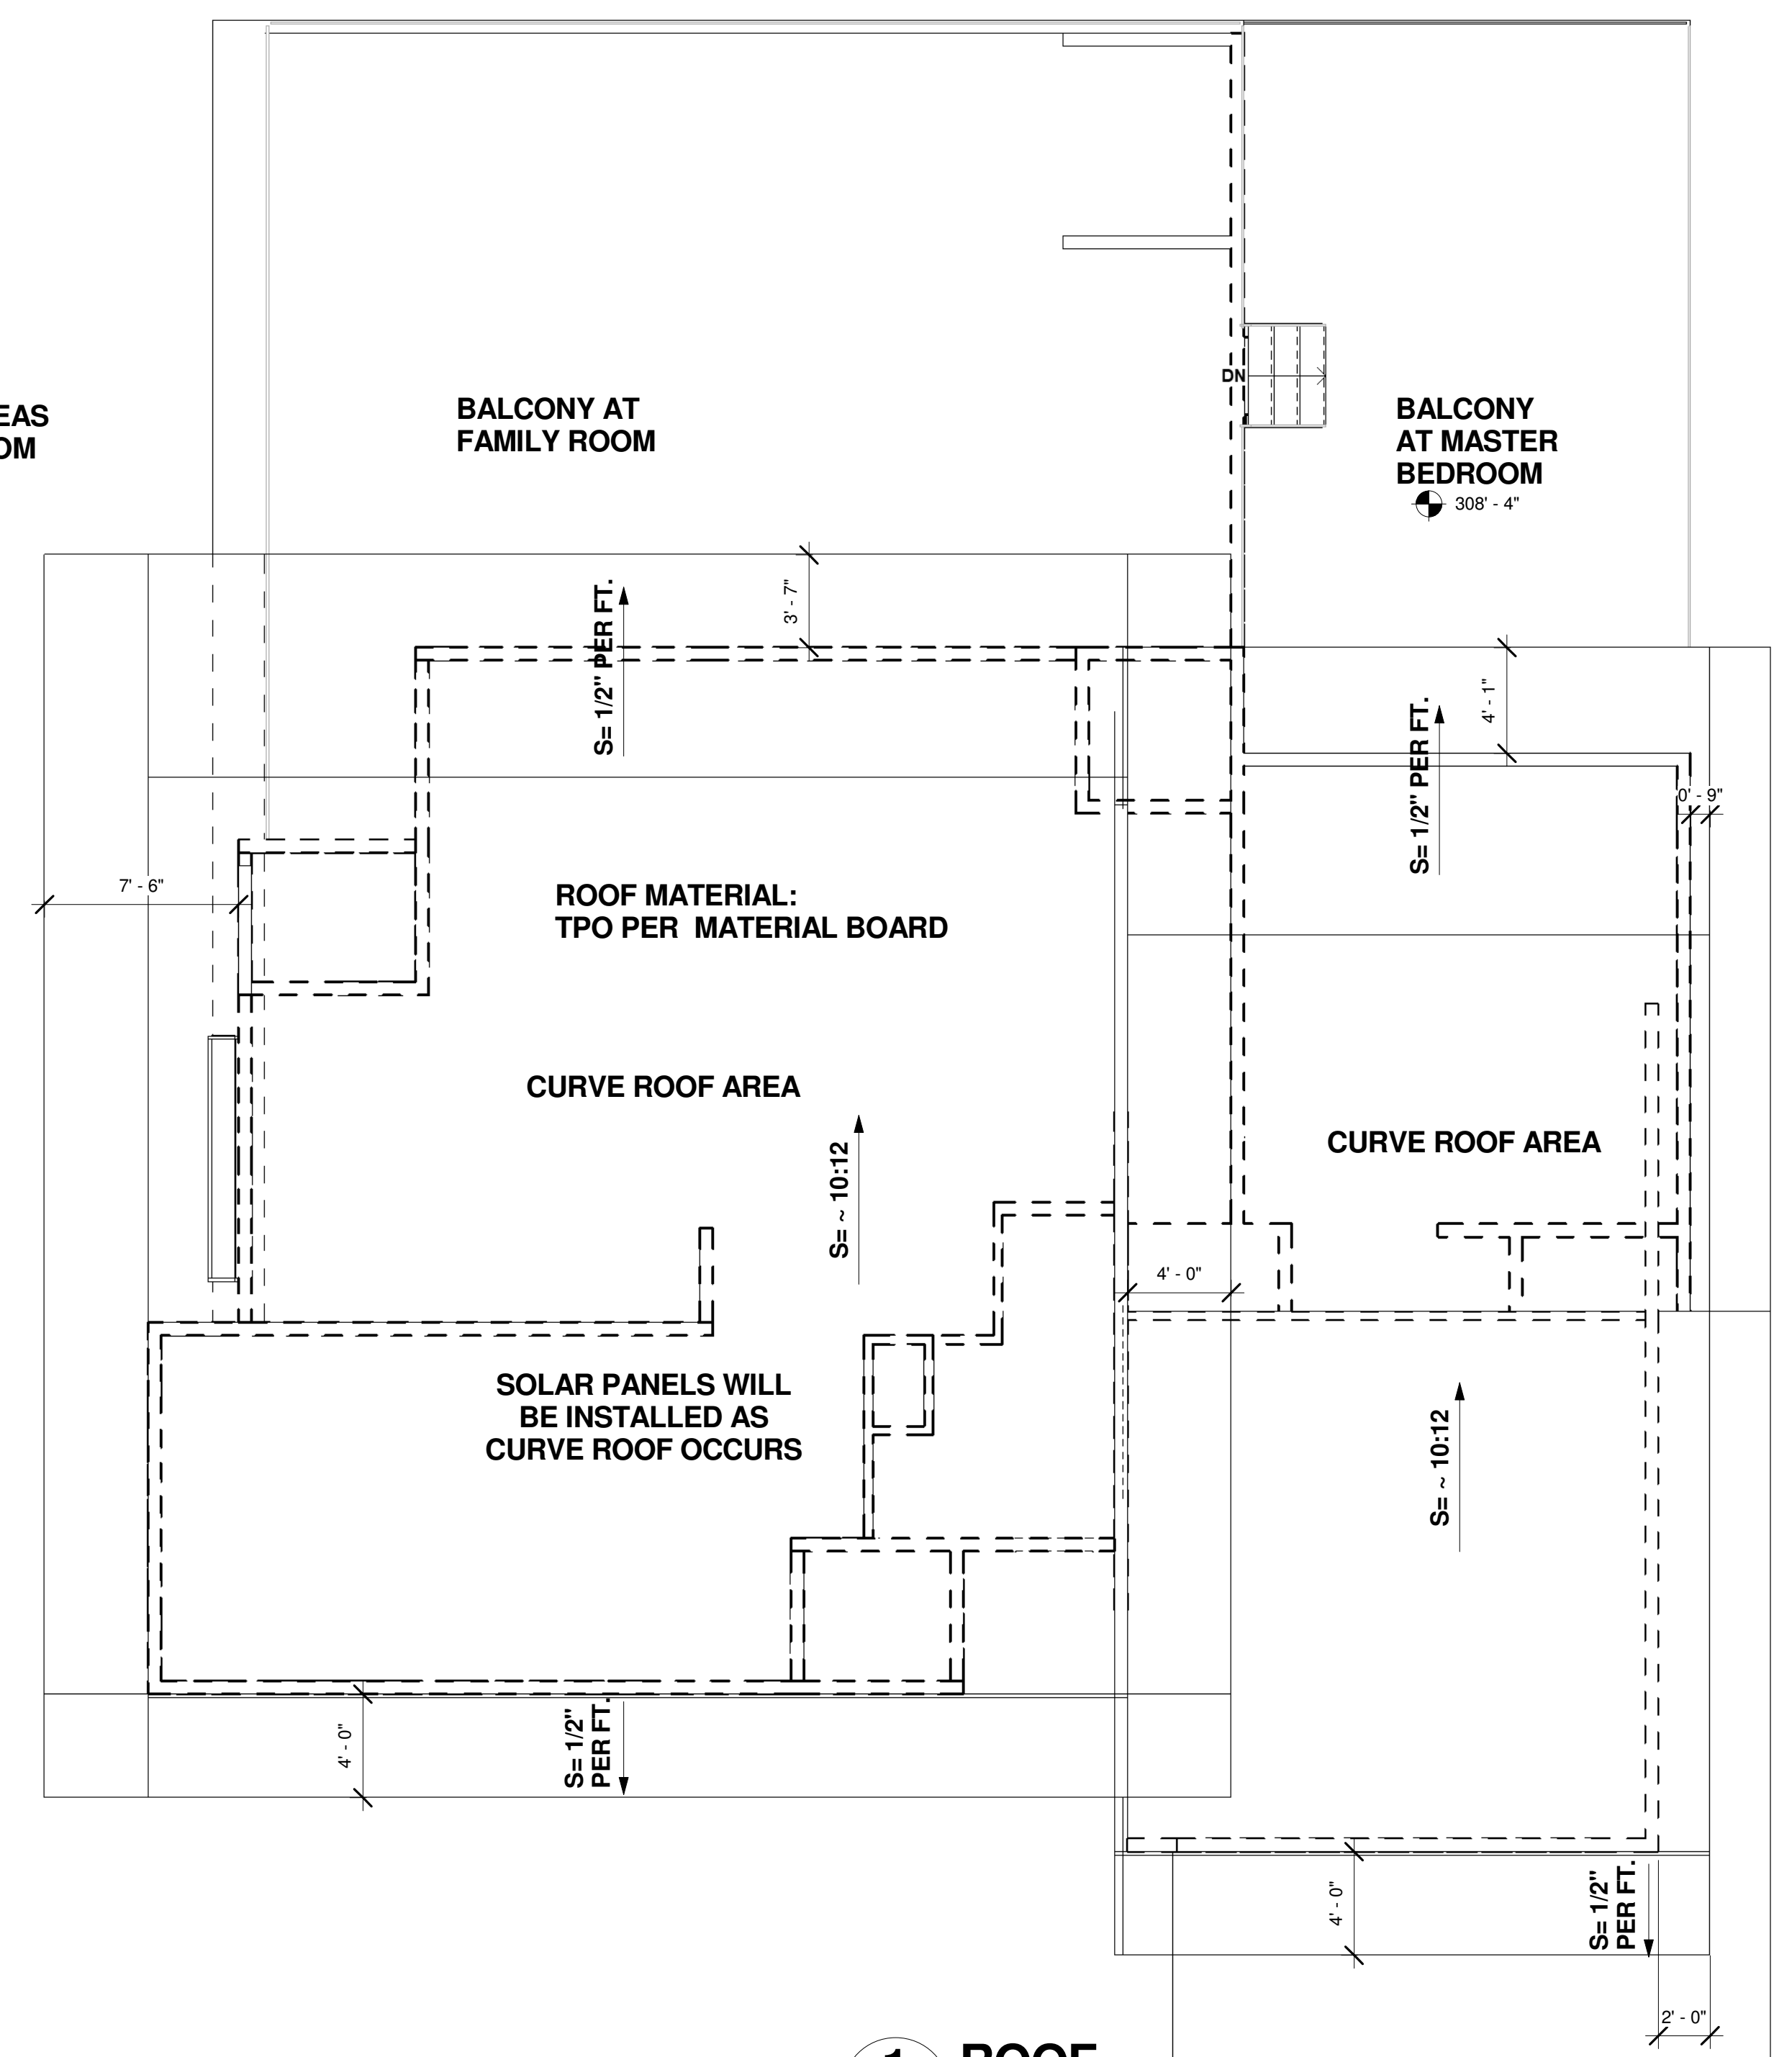 EAS
OM
BALCONY AT
FAMILY ROOM
DN
BALCONY
AT MASTER
BEDROOM
308' - 4"
S= 1/2" PER FT.
3' - 7"
4' - 1"
S= 1/2" PER FT.
0' - 9"
7' - 6"
ROOF MATERIAL:
TPO PER MATERIAL BOARD
CURVE ROOF AREA
CURVE ROOF AREA
S= ~ 10:12
4' - 0"
SOLAR PANELS WILL
BE INSTALLED AS
CURVE ROOF OCCURS
S= ~ 10:12
4' - 0"
S= 1/2"
PER FT.
4' - 0"
S= 1/2"
PER FT.
2' - 0"
1
ROOF